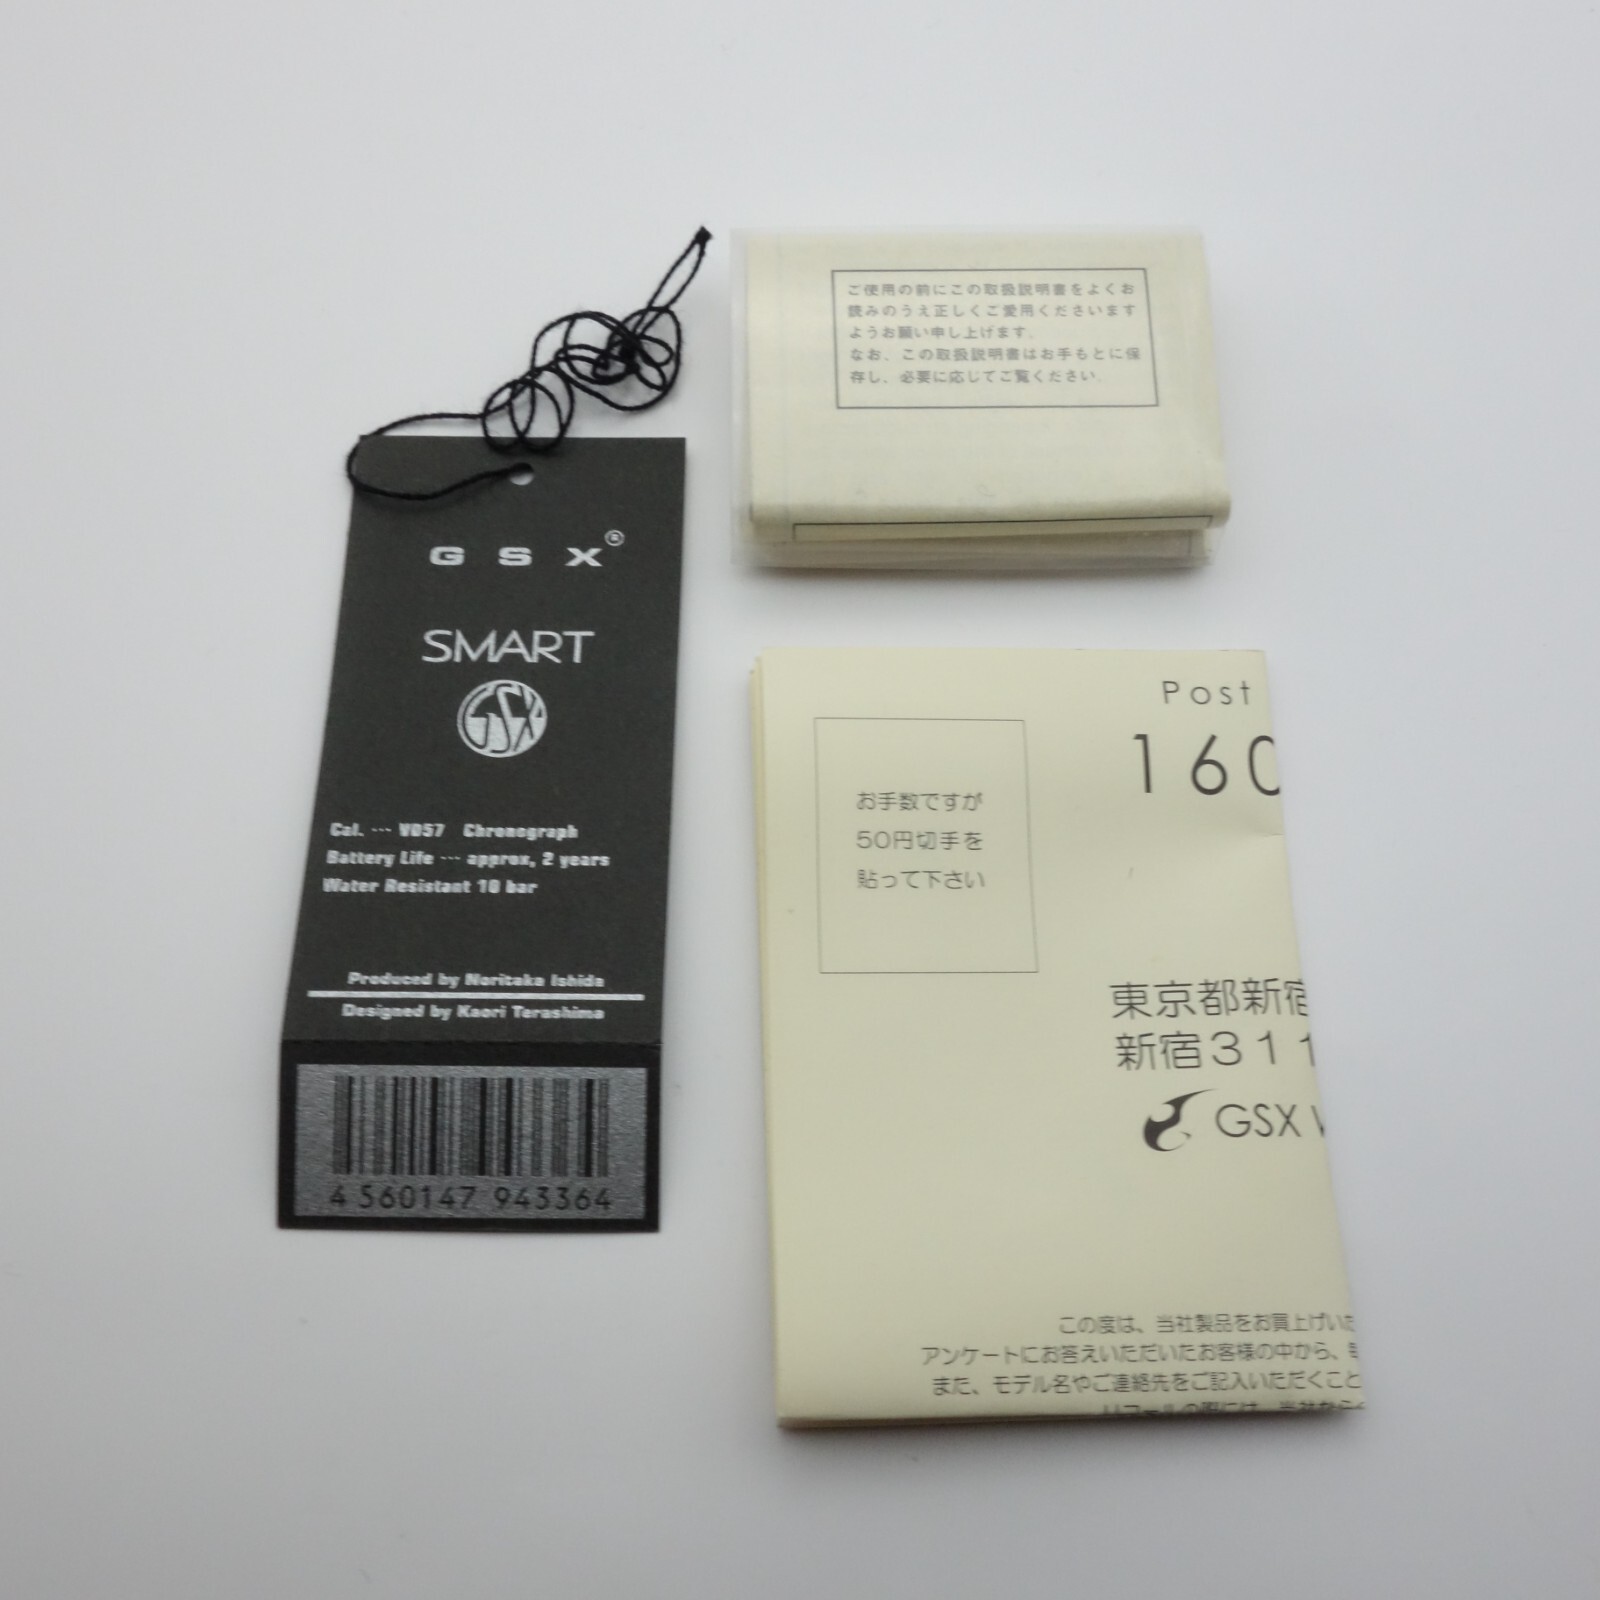 GSX®
SMART
GSX
Cal. ··· V057 Chronograph
Battery Life ··· approx, 2 years
Water Resistant 10 bar
Produced by Noritaka Ishida
Designed by Kaori Terashima
4 560147 943364
ご使用の前にこの取扱説明書をよくお
読みのうえ正しくご愛用くださいます
ようお願い申し上げます.
なお、この取扱説明書はお手もとに保
存し、必要に応じてご覧ください.
Post
160
お手数ですが
50円切手を
貼って下さい
東京都新宿
新宿311
GSX
この度は、当社製品をお買上げいた
アンケートにお答えいただいたお客様の中から、
また、モデル名やご連絡先をご記入いただくこと